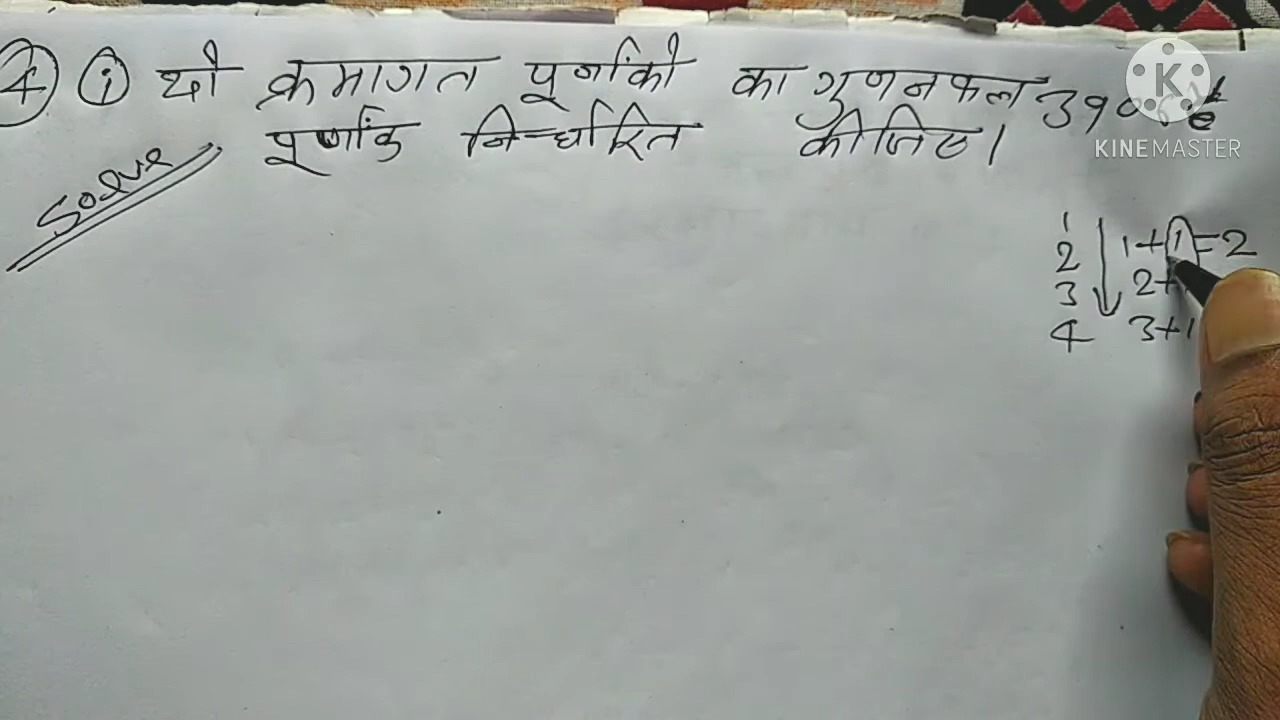 4 i दो क्रमागत पूर्णांको का गुणनफल
पूर्णांक निर्धारित कीजिए।
Solve
K
KINEMASTER
1
2
3
4
1+1=2
2+
3+1